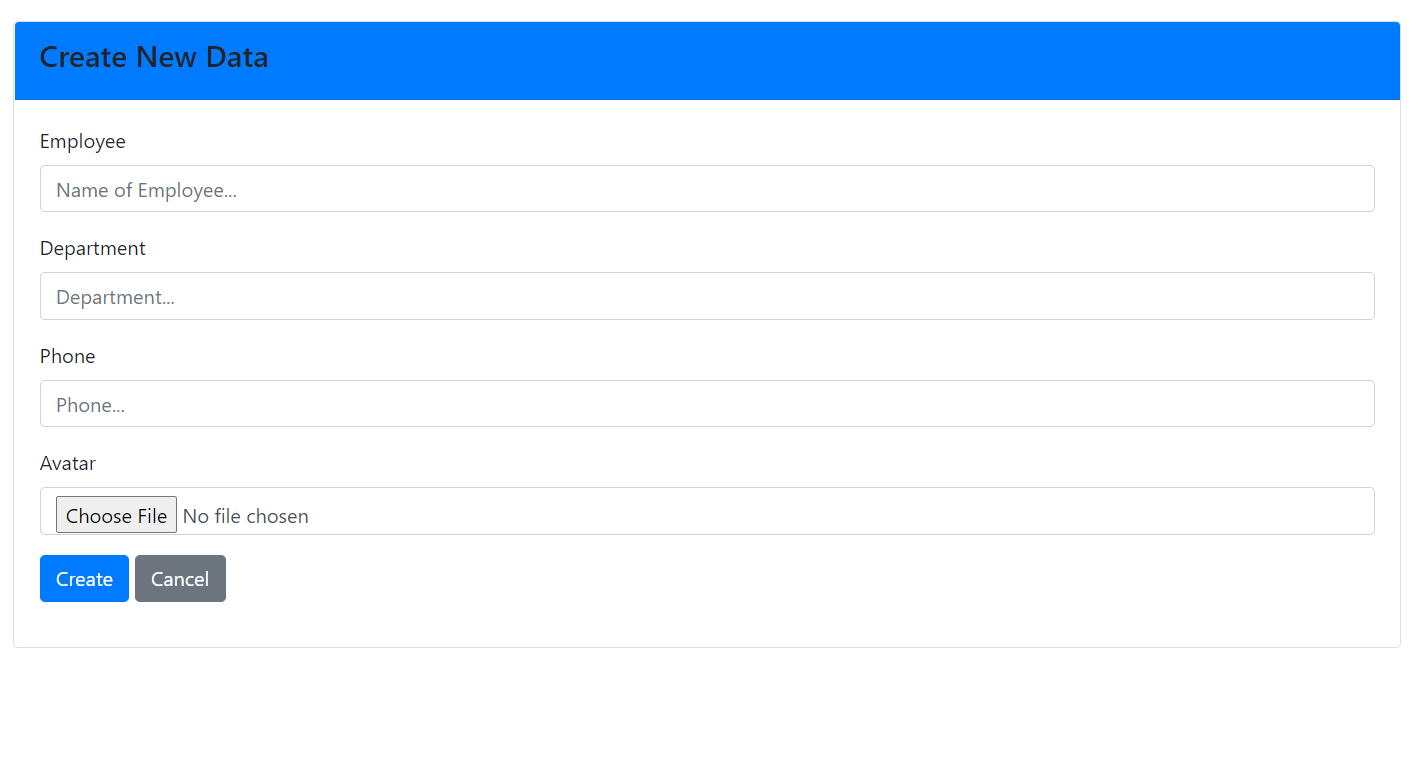 Create New Data
Employee
Name of Employee...
Department
Department...
Phone
Phone...
Avatar
Choose File No file chosen
Create Cancel